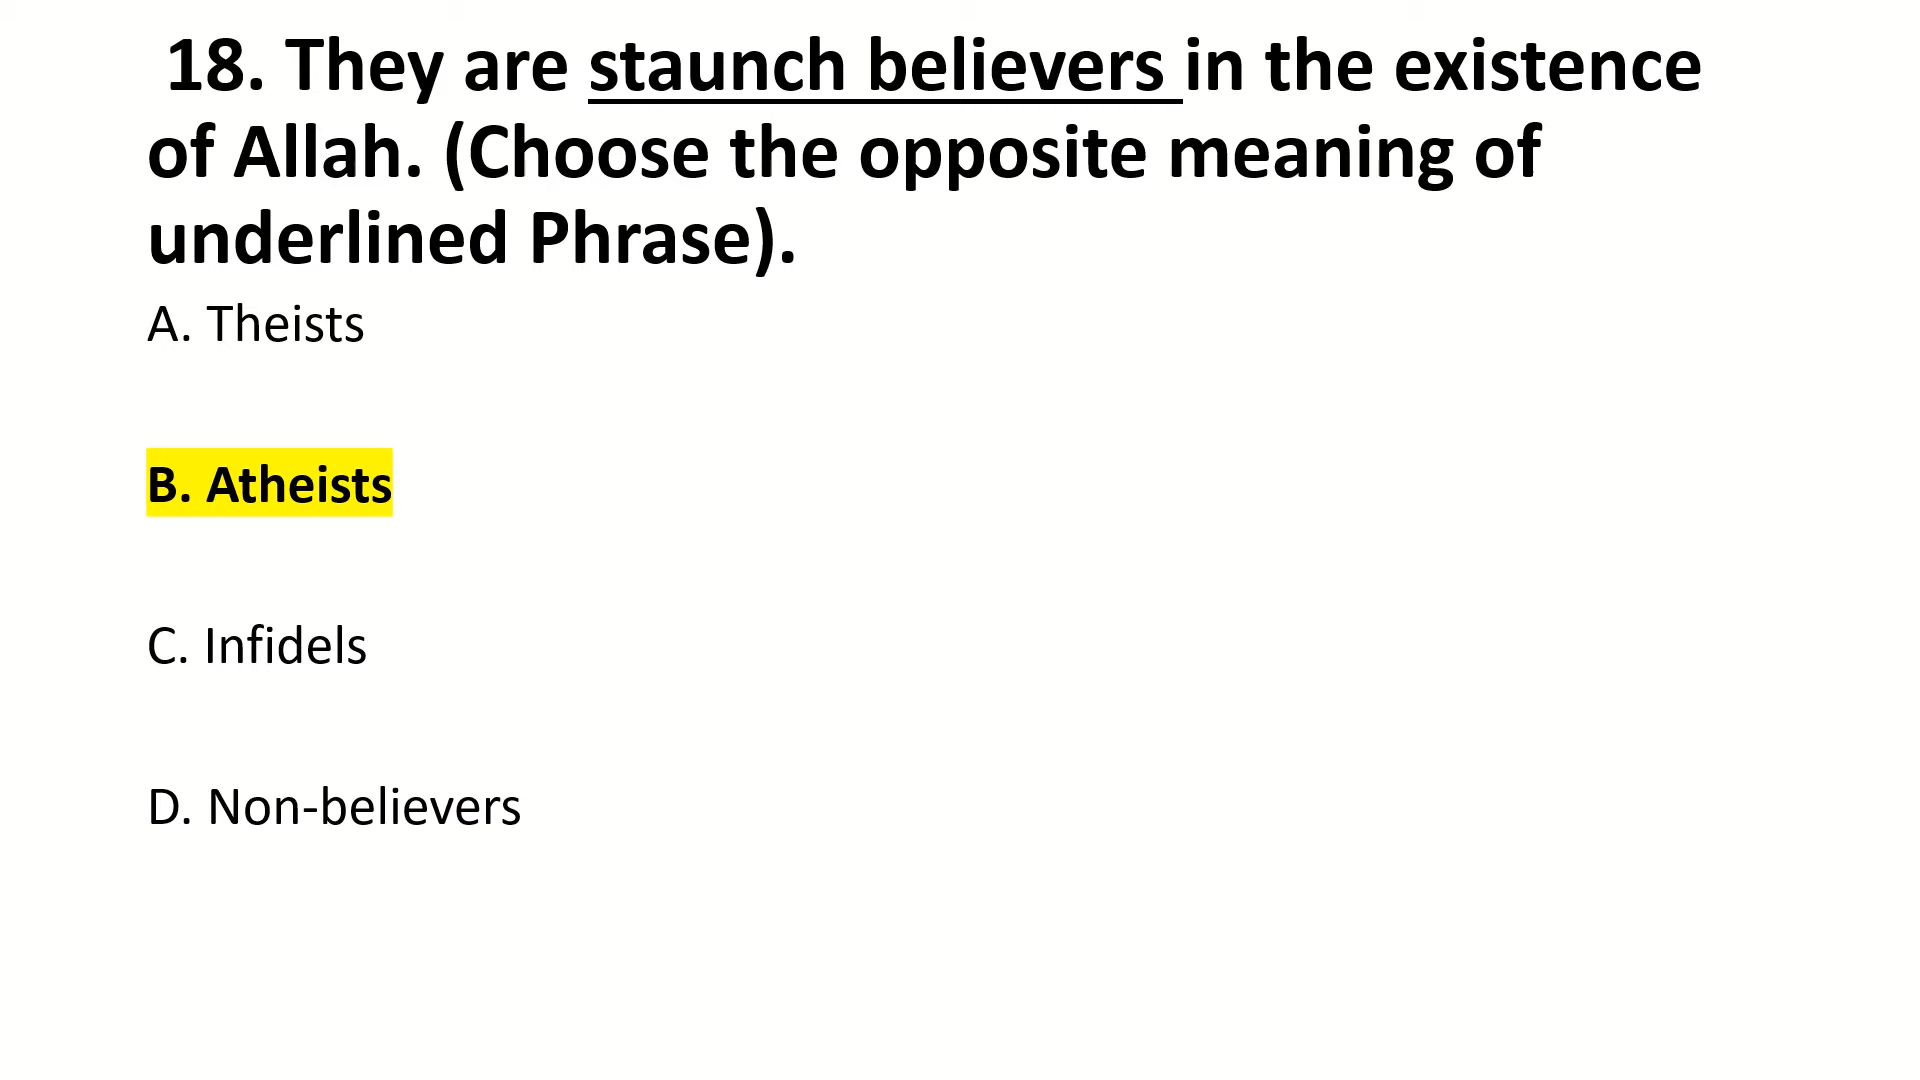 18. They are staunch believers in the existence
of Allah. (Choose the opposite meaning of
underlined Phrase).
A. Theists
B. Atheists
C. Infidels
D. Non-believers